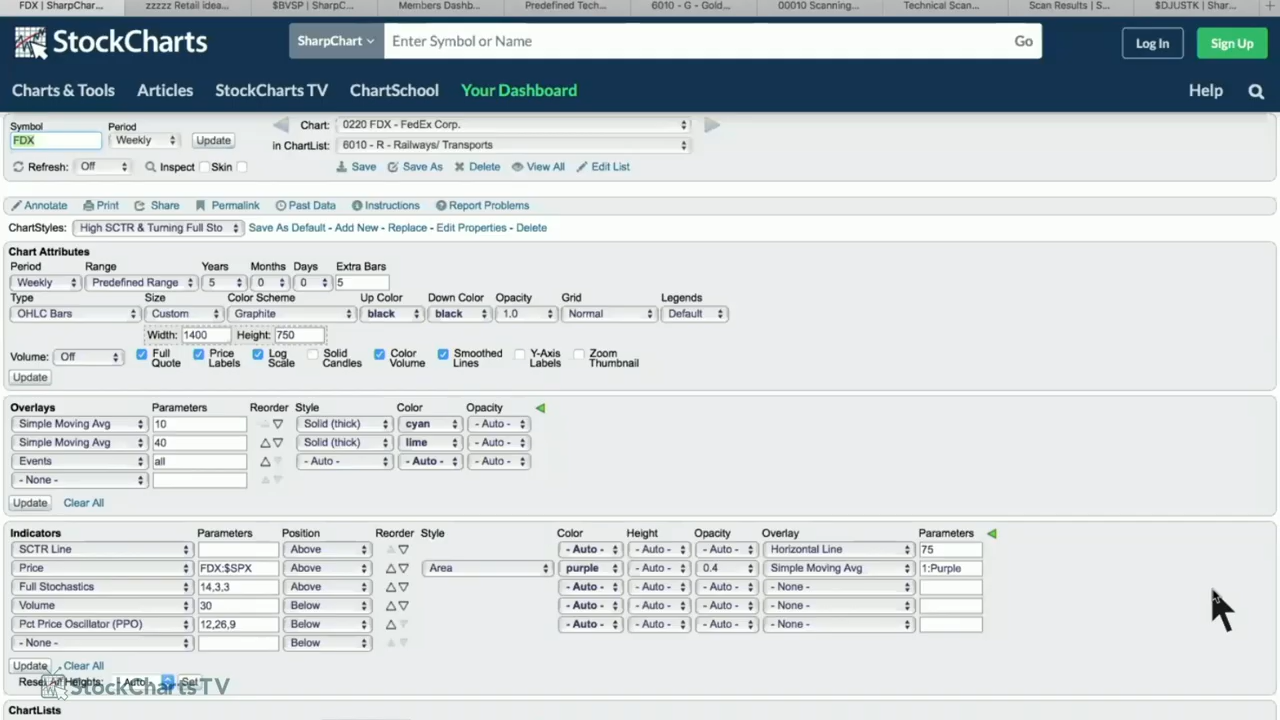 FDX | SharpChar... zzzzz Retail idea... $BVSP | SharpC... Members Dashb... Predefined Tech... 6010 - G - Gold... 00010 Scanning... Technical Scan... Scan Results | S... $DJUSTK | Shar...
StockCharts SharpChart Enter Symbol or Name Go Log In Sign Up
Charts & Tools Articles StockCharts TV ChartSchool Your Dashboard Help
Symbol Period Chart: 0220 FDX - FedEx Corp.
FDX Weekly Update in ChartList: 6010 - R - Railways/ Transports
Refresh: Off Inspect Skin Save Save As Delete View All Edit List
Annotate Print Share Permalink Past Data Instructions Report Problems
ChartStyles: High SCTR & Turning Full Sto Save As Default - Add New - Replace - Edit Properties - Delete
Chart Attributes
Period Range Years Months Days Extra Bars
Weekly Predefined Range 5 0 0 5
Type Size Color Scheme Up Color Down Color Opacity Grid Legends
OHLC Bars Custom Graphite black black 1.0 Normal Default
Width: 1400 Height: 750
Volume: Off Full Quote Price Labels Log Scale Solid Candles Color Volume Smoothed Lines Y-Axis Labels Zoom Thumbnail
Update
Overlays Parameters Reorder Style Color Opacity
Simple Moving Avg 10 Solid (thick) cyan - Auto -
Simple Moving Avg 40 Solid (thick) lime - Auto -
Events all - Auto - - Auto - - Auto -
- None -
Update Clear All
Indicators Parameters Position Reorder Style Color Height Opacity Overlay Parameters
SCTR Line Above - Auto - - Auto - - Auto - Horizontal Line 75
Price FDX:$SPX Above Area purple - Auto - 0.4 Simple Moving Avg 1:Purple
Full Stochastics 14,3,3 Above - Auto - - Auto - - Auto - - None -
Volume 30 Below - Auto - - Auto - - Auto - - None -
Pct Price Oscillator (PPO) 12,26,9 Below - Auto - - Auto - - Auto - - None -
- None - Below
Update Clear All
Heights: Auto Set
StockChartsTV
ChartLists